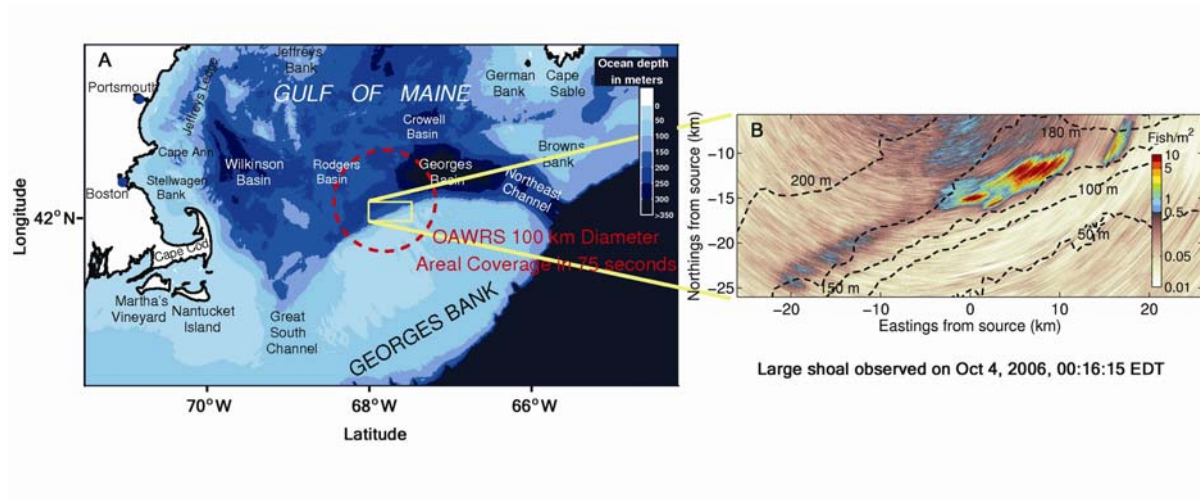 A
Jeffreys
Bank
Portsmouth
Jeffreys Ledge
GULF OF MAINE
German
Bank
Cape
Sable
Ocean depth
in meters
0
50
100
150
200
250
300
>350
Crowell
Basin
Cape Ann
Wilkinson
Basin
Rodgers
Basin
Georges
Basin
Browns
Bank
Northeast
Channel
Boston
Stellwagen
Bank
42°N
Longitude
Cape Cod
OAWRS 100 km Diameter
Areal Coverage in 75 seconds
Martha's
Vineyard
Nantucket
Island
Great
South
Channel
GEORGES BANK
70°W
68°W
66°W
Latitude
B
180 m
200 m
100 m
50 m
150 m
Fish/m²
10
5
1
0.5
0.05
0.01
Northings from source (km)
−10
−15
−20
−25
−20
−10
0
10
20
Eastings from source (km)
Large shoal observed on Oct 4, 2006, 00:16:15 EDT